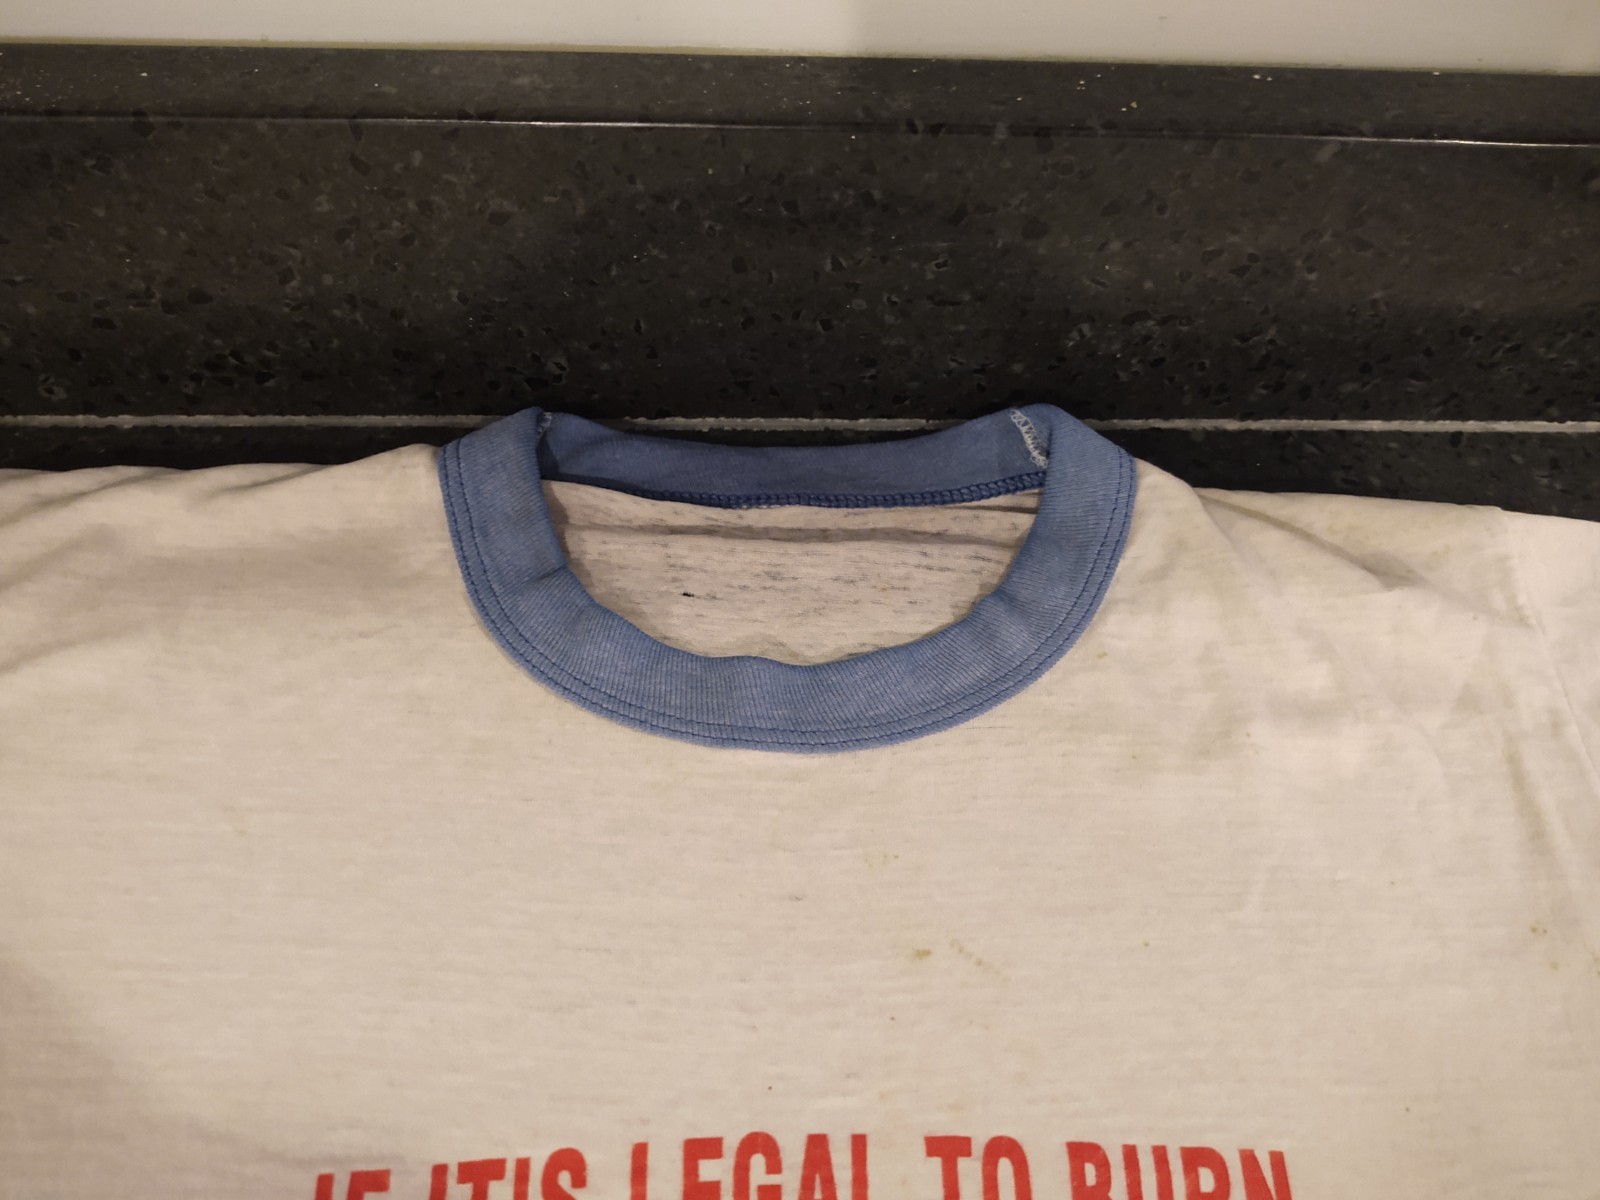 IF IT'S LEGAL TO BURN